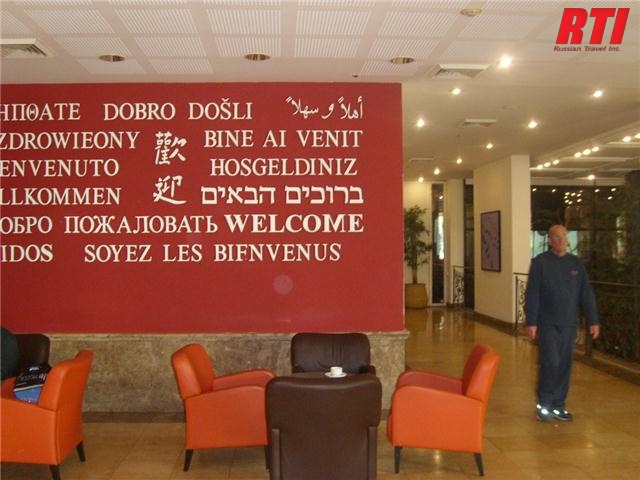 RTI
Russian Travel Int.
ΗΠΘΑΤΕ DOBRO DOŠLI أهلاً وسهلاً
ZDROWIEONY 歡迎 BINE AI VENIT
ENVENUTO HOSGELDINIZ
LLKOMMEN ברוכים הבאים
ОБРО ПОЖАЛОВАТЬ WELCOME
IDOS SOYEZ LES BIFNVENUS